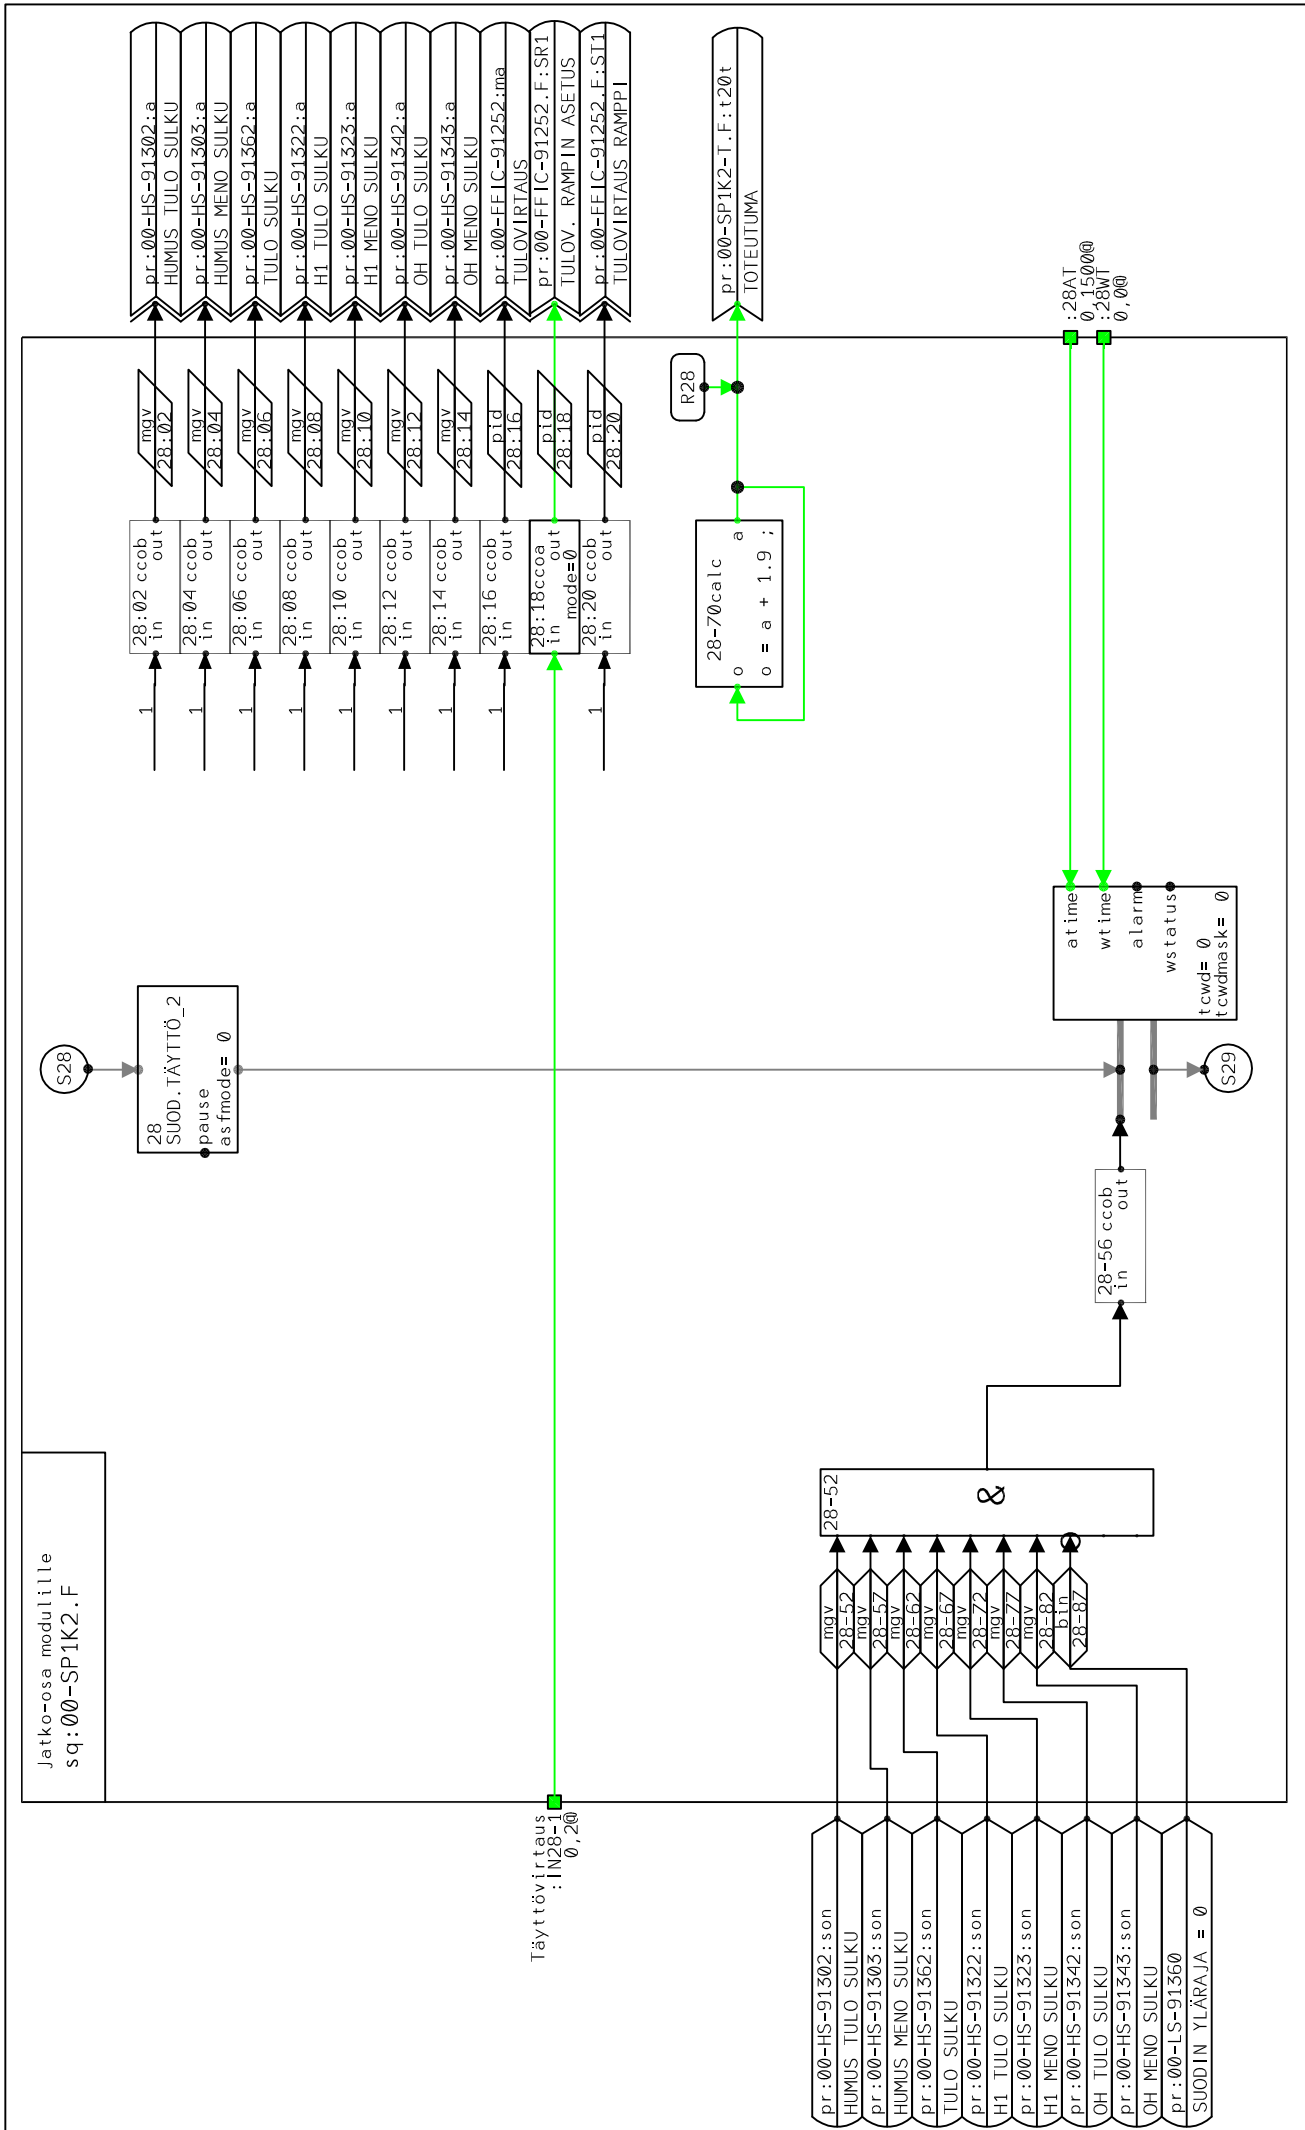 Jatko-osa modulille
sq:00-SP1K2.F
S28
28
SUOD.TÄYTTÖ_2
pause
asfmode= 0
1
28:02 ccob
in out
mgv
28:02
pr:00-HS-91302:a
HUMUS TULO SULKU
1
28:04 ccob
in out
mgv
28:04
pr:00-HS-91303:a
HUMUS MENO SULKU
1
28:06 ccob
in out
mgv
28:06
pr:00-HS-91362:a
TULO SULKU
1
28:08 ccob
in out
mgv
28:08
pr:00-HS-91322:a
H1 TULO SULKU
1
28:10 ccob
in out
mgv
28:10
pr:00-HS-91323:a
H1 MENO SULKU
1
28:12 ccob
in out
mgv
28:12
pr:00-HS-91342:a
OH TULO SULKU
1
28:14 ccob
in out
mgv
28:14
pr:00-HS-91343:a
OH MENO SULKU
1
28:16 ccob
in out
pid
28:16
pr:00-FFIC-91252:ma
TULOVIRTAUS
Täyttövirtaus
:IN28-1
0,2@
28:18ccoa
in out
mode=0
pid
28:18
pr:00-FFIC-91252.F:SR1
TULOV. RAMPIN ASETUS
1
28:20 ccob
in out
pid
28:20
pr:00-FFIC-91252.F:ST1
TULOVIRTAUS RAMPPI
28-70calc
o a
o = a + 1.9 ;
R28
pr:00-SP1K2-T.F:t20t
TOTEUTUMA
pr:00-HS-91302:son
HUMUS TULO SULKU
pr:00-HS-91303:son
HUMUS MENO SULKU
pr:00-HS-91362:son
TULO SULKU
pr:00-HS-91322:son
H1 TULO SULKU
pr:00-HS-91323:son
H1 MENO SULKU
pr:00-HS-91342:son
OH TULO SULKU
pr:00-HS-91343:son
OH MENO SULKU
pr:00-LS-91360
SUODIN YLÄRAJA = 0
mgv
28-52
mgv
28-57
mgv
28-62
mgv
28-67
mgv
28-72
mgv
28-77
mgv
28-82
bin
28-87
28-52
&
28-56 ccob
in out
atime
wtime
alarm
wstatus
tcwd= 0
tcwdmask= 0
S29
:28AT
0,1500@
:28WT
0,0@